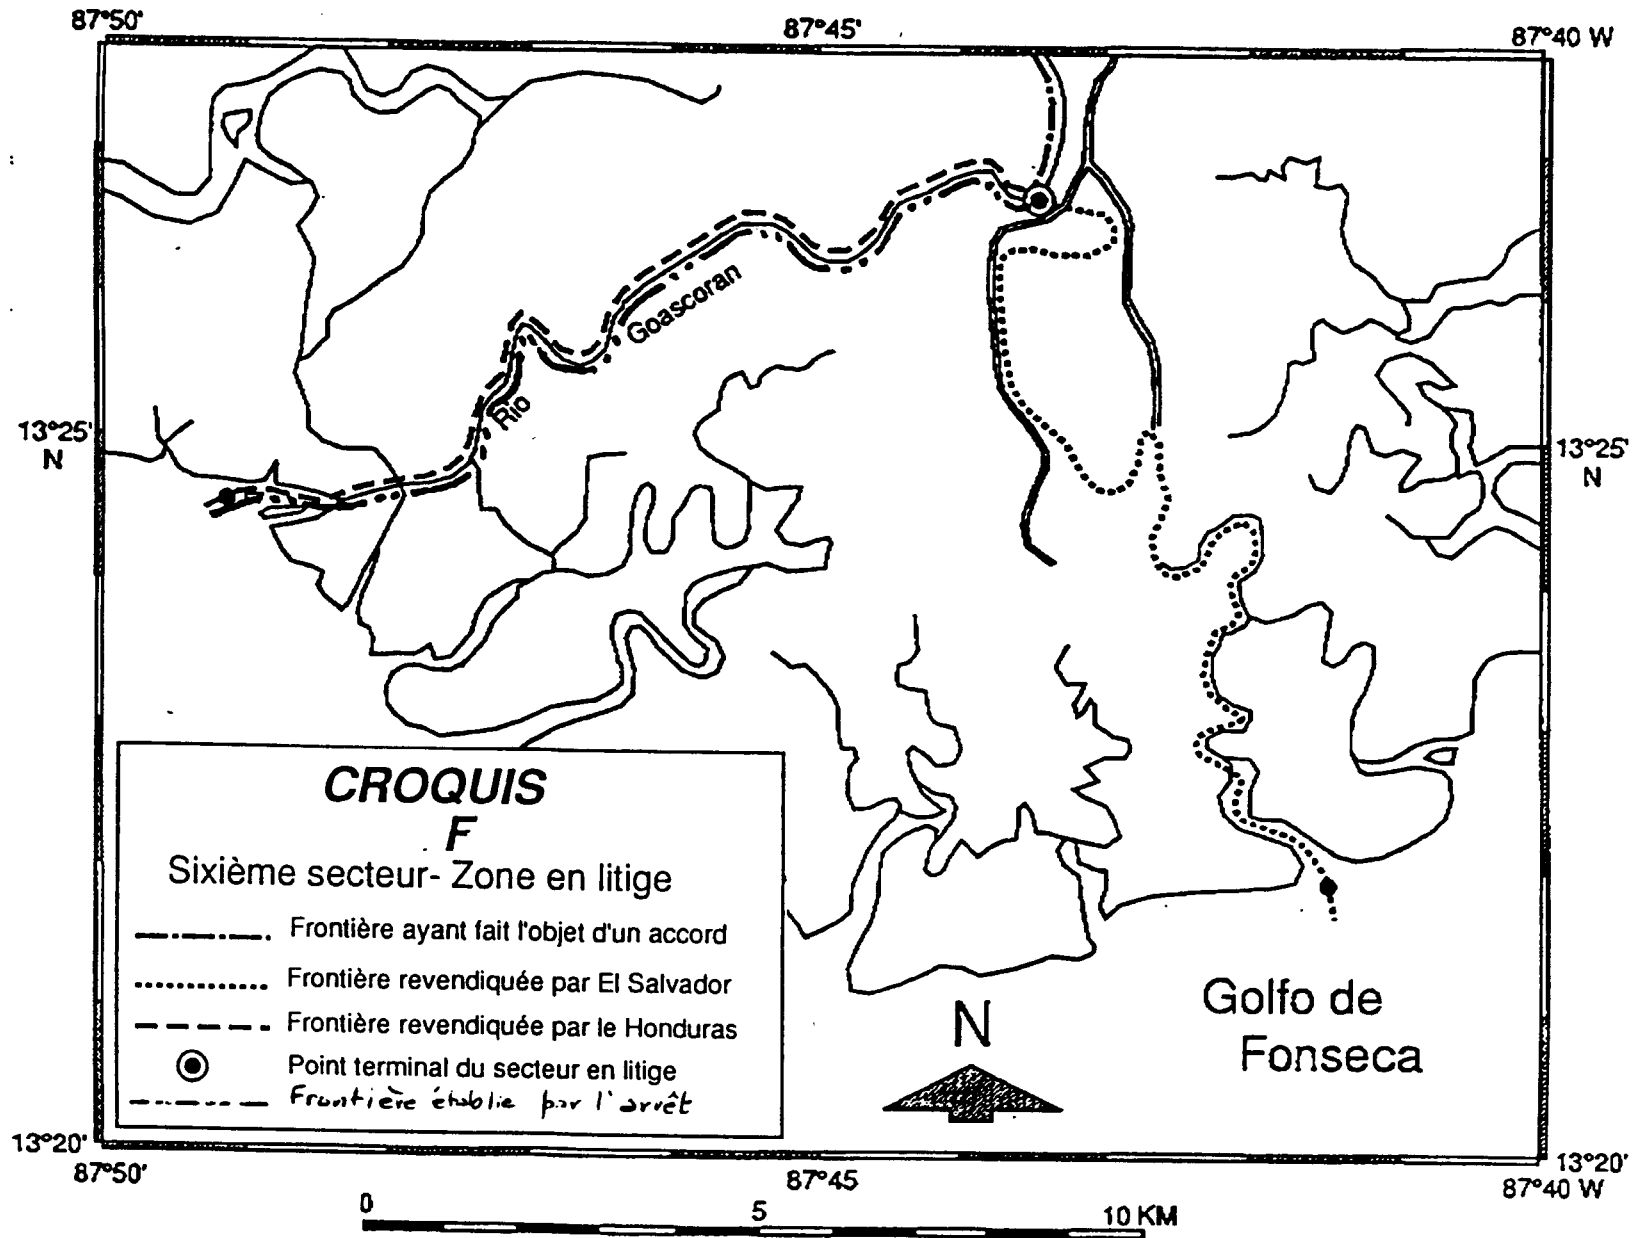 87°50'
87°45'
87°40 W
Goascoran
Rio
13°25'
N
13°25'
N
CROQUIS
F
Sixième secteur- Zone en litige
Frontière ayant fait l'objet d'un accord
Frontière revendiquée par El Salvador
Frontière revendiquée par le Honduras
Point terminal du secteur en litige
Frontière établie par l'arrêt
N
Golfo de
Fonseca
13°20'
13°20'
87°50'
87°45
87°40 W
0
5
10 KM